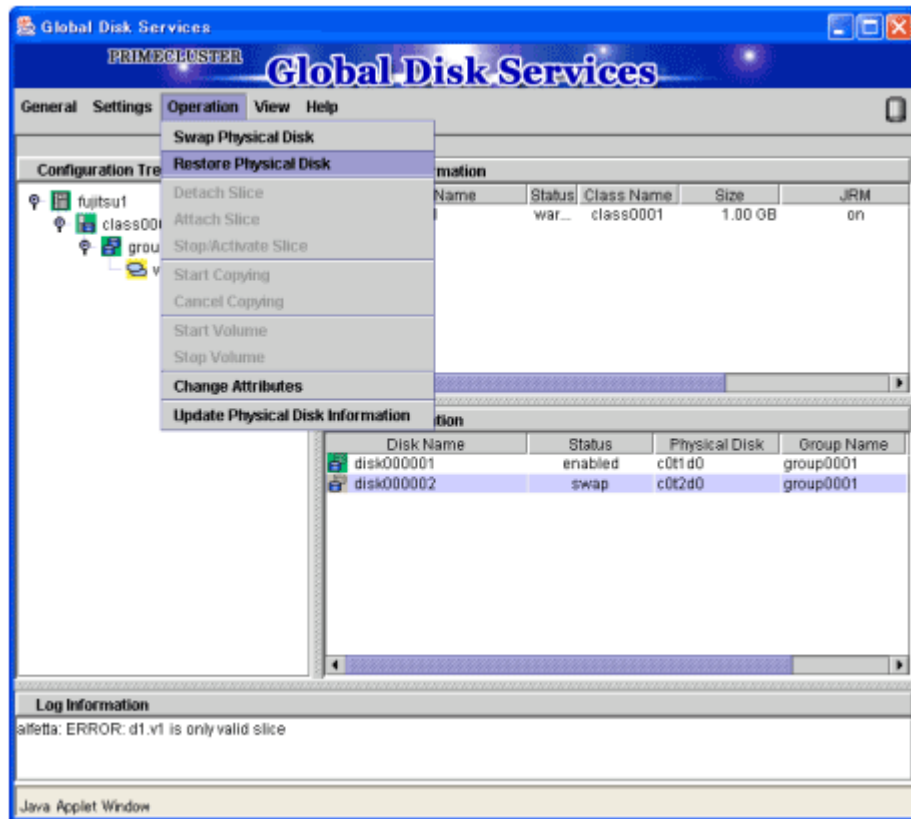 Global Disk Services
PRIMECLUSTER
Global Disk Services
General Settings Operation View Help
Swap Physical Disk
Restore Physical Disk
Detach Slice
Attach Slice
Stop/Activate Slice
Start Copying
Cancel Copying
Start Volume
Stop Volume
Change Attributes
Update Physical Disk Information
Configuration Tre
fujitsu1
class00
grou
v
mation
Name Status Class Name Size JRM
war... class0001 1.00 GB on
tion
Disk Name Status Physical Disk Group Name
disk000001 enabled c0t1d0 group0001
disk000002 swap c0t2d0 group0001
Log Information
alfetta: ERROR: d1.v1 is only valid slice
Java Applet Window